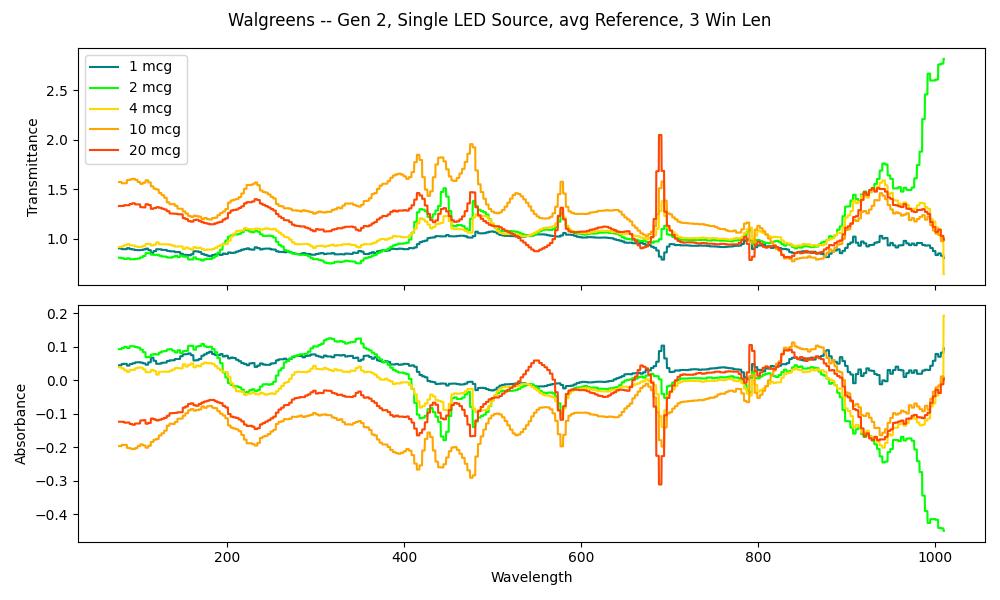 Walgreens -- Gen 2, Single LED Source, avg Reference, 3 Win Len
Transmittance
2.5
2.0
1.5
1.0
1 mcg
2 mcg
4 mcg
10 mcg
20 mcg
Absorbance
0.2
0.1
0.0
−0.1
−0.2
−0.3
−0.4
200
400
600
800
1000
Wavelength